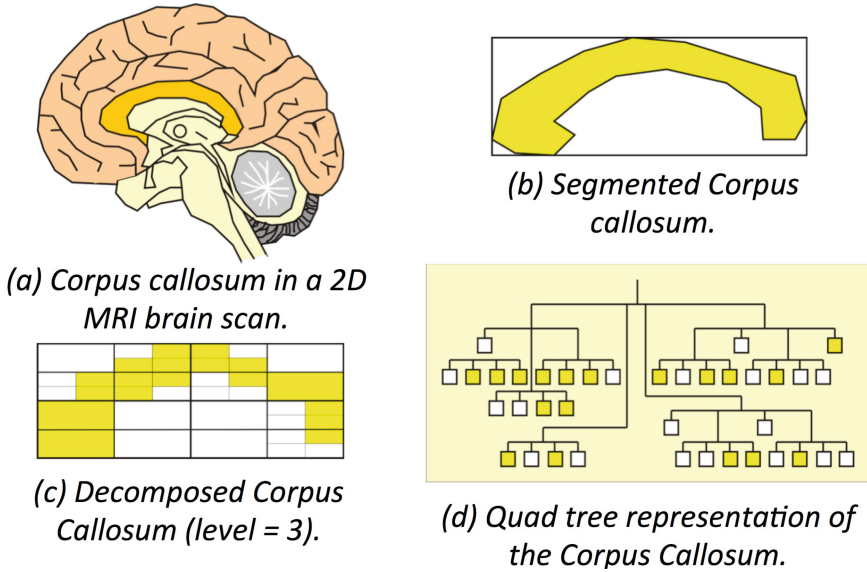 (a) Corpus callosum in a 2D
MRI brain scan.
(b) Segmented Corpus
callosum.
(c) Decomposed Corpus
Callosum (level = 3).
(d) Quad tree representation of
the Corpus Callosum.